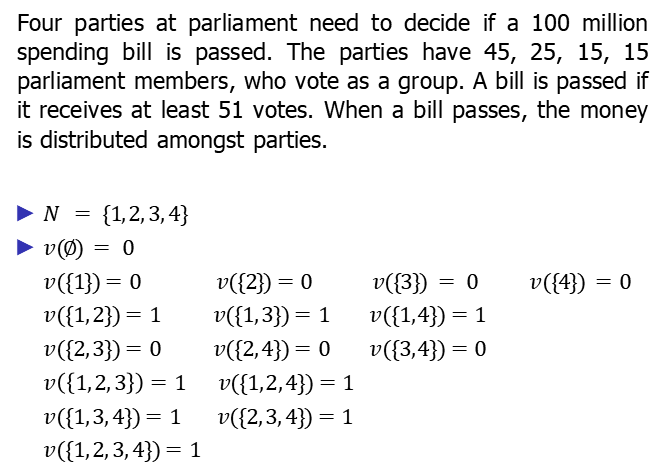 Four parties at parliament need to decide if a 100 million
spending bill is passed. The parties have 45, 25, 15, 15
parliament members, who vote as a group. A bill is passed if
it receives at least 51 votes. When a bill passes, the money
is distributed amongst parties.
▶ N = {1,2,3,4}
▶ v(∅) = 0
v({1}) = 0 v({2}) = 0 v({3}) = 0 v({4}) = 0
v({1,2}) = 1 v({1,3}) = 1 v({1,4}) = 1
v({2,3}) = 0 v({2,4}) = 0 v({3,4}) = 0
v({1,2,3}) = 1 v({1,2,4}) = 1
v({1,3,4}) = 1 v({2,3,4}) = 1
v({1,2,3,4}) = 1